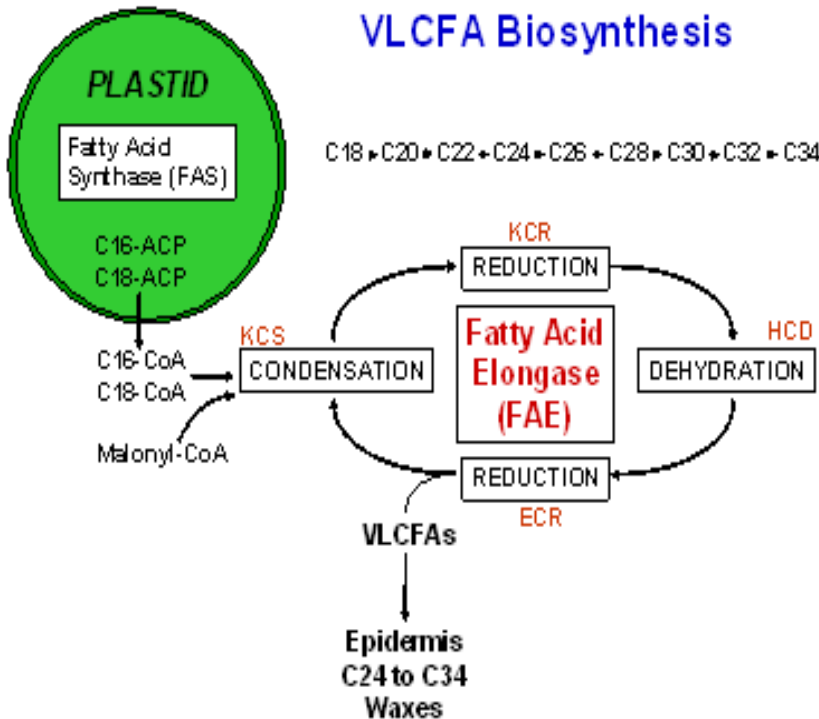 VLCFA Biosynthesis
PLASTID
Fatty Acid
Synthase (FAS)
C16-ACP
C18-ACP
C18 ▸ C20 ▸ C22 ▸ C24 ▸ C26 ▸ C28 ▸ C30 ▸ C32 ▸ C34
KCR
REDUCTION
KCS
CONDENSATION
Fatty Acid
Elongase
(FAE)
HCD
DEHYDRATION
C16-CoA
C18-CoA
Malonyl-CoA
REDUCTION
ECR
VLCFAs
Epidermis
C24 to C34
Waxes